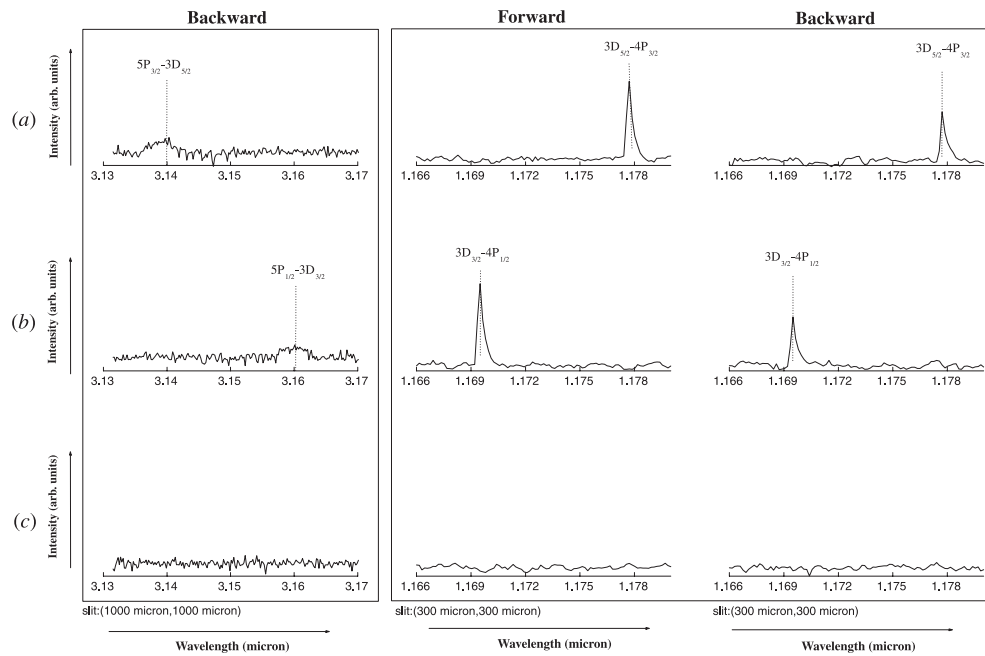 Backward Forward Backward
(a) Intensity (arb. units) 5P3/2-3D5/2 3D5/2-4P3/2 3D5/2-4P3/2
3.13 3.14 3.15 3.16 3.17 1.166 1.169 1.172 1.175 1.178 1.166 1.169 1.172 1.175 1.178
(b) Intensity (arb. units) 5P1/2-3D3/2 3D3/2-4P1/2 3D3/2-4P1/2
3.13 3.14 3.15 3.16 3.17 1.166 1.169 1.172 1.175 1.178 1.166 1.169 1.172 1.175 1.178
(c) Intensity (arb. units)
3.13 3.14 3.15 3.16 3.17 1.166 1.169 1.172 1.175 1.178 1.166 1.169 1.172 1.175 1.178
slit:(1000 micron,1000 micron) slit:(300 micron,300 micron) slit:(300 micron,300 micron)
Wavelength (micron) Wavelength (micron) Wavelength (micron)